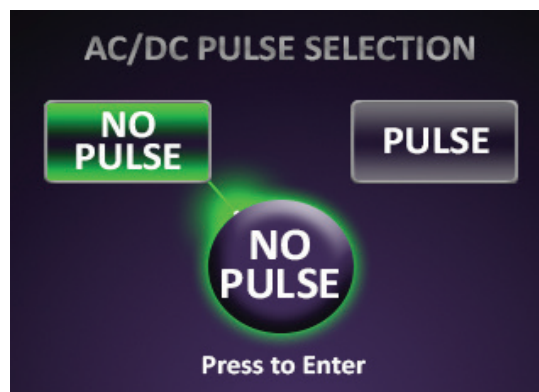 AC/DC PULSE SELECTION
NO
PULSE
PULSE
NO
PULSE
Press to Enter